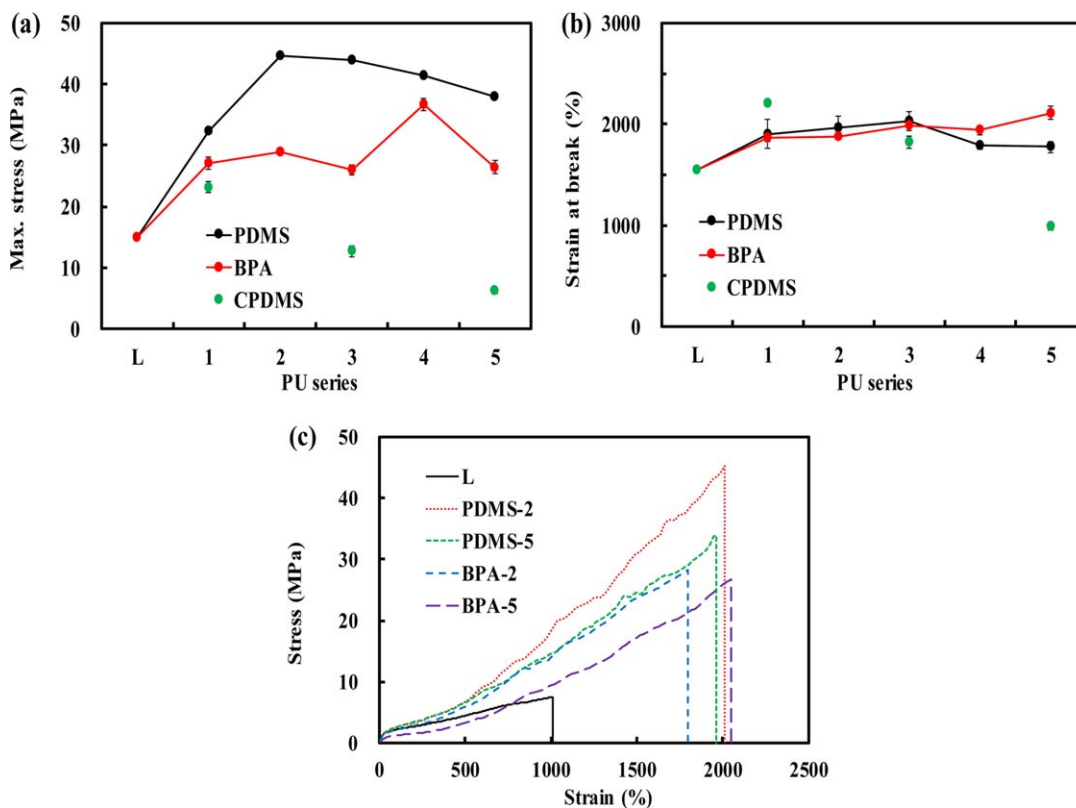 (a)
Max. stress (MPa)
50
40
30
20
10
0
PDMS
BPA
CPDMS
L 1 2 3 4 5
PU series
(b)
Strain at break (%)
3000
2000
1000
0
PDMS
BPA
CPDMS
L 1 2 3 4 5
PU series
(c)
Stress (MPa)
50
40
30
20
10
0
L
PDMS-2
PDMS-5
BPA-2
BPA-5
0 500 1000 1500 2000 2500
Strain (%)